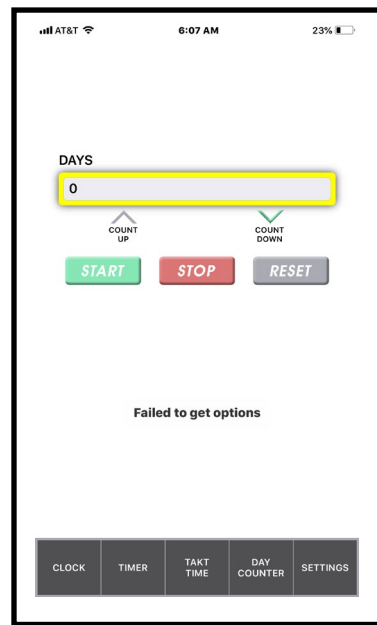 AT&T 6:07 AM 23%
DAYS
0
COUNT
UP
COUNT
DOWN
START STOP RESET
Failed to get options
CLOCK TIMER TAKT
TIME DAY
COUNTER SETTINGS